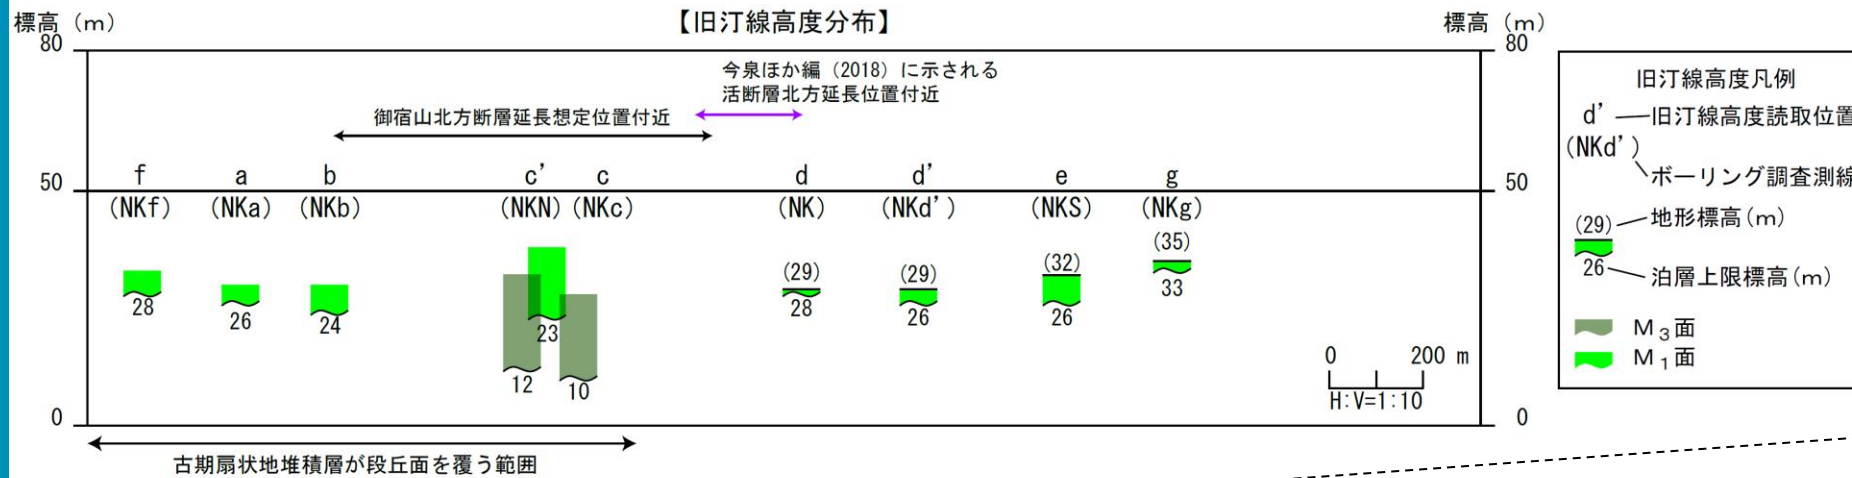 【旧汀線高度分布】
標高（m）
標高（m）
80
80
今泉ほか編（2018）に示される
活断層北方延長位置付近
御宿山北方断層延長想定位置付近
f a b c’ c d d’ e g
50
50
(NKf) (NKa) (NKb) (NKN) (NKc) (NK) (NKd’) (NKS) (NKg)
(29) (29) (32) (35)
28 26 24 23 12 10 28 26 26 33
0 200 m
H:V=1:10
0
0
古期扇状地堆積層が段丘面を覆う範囲
旧汀線高度凡例
d’ 旧汀線高度読取位置
(NKd’)
ボーリング調査測線
(29) 地形標高(m)
26 泊層上限標高(m)
M3面
M1面